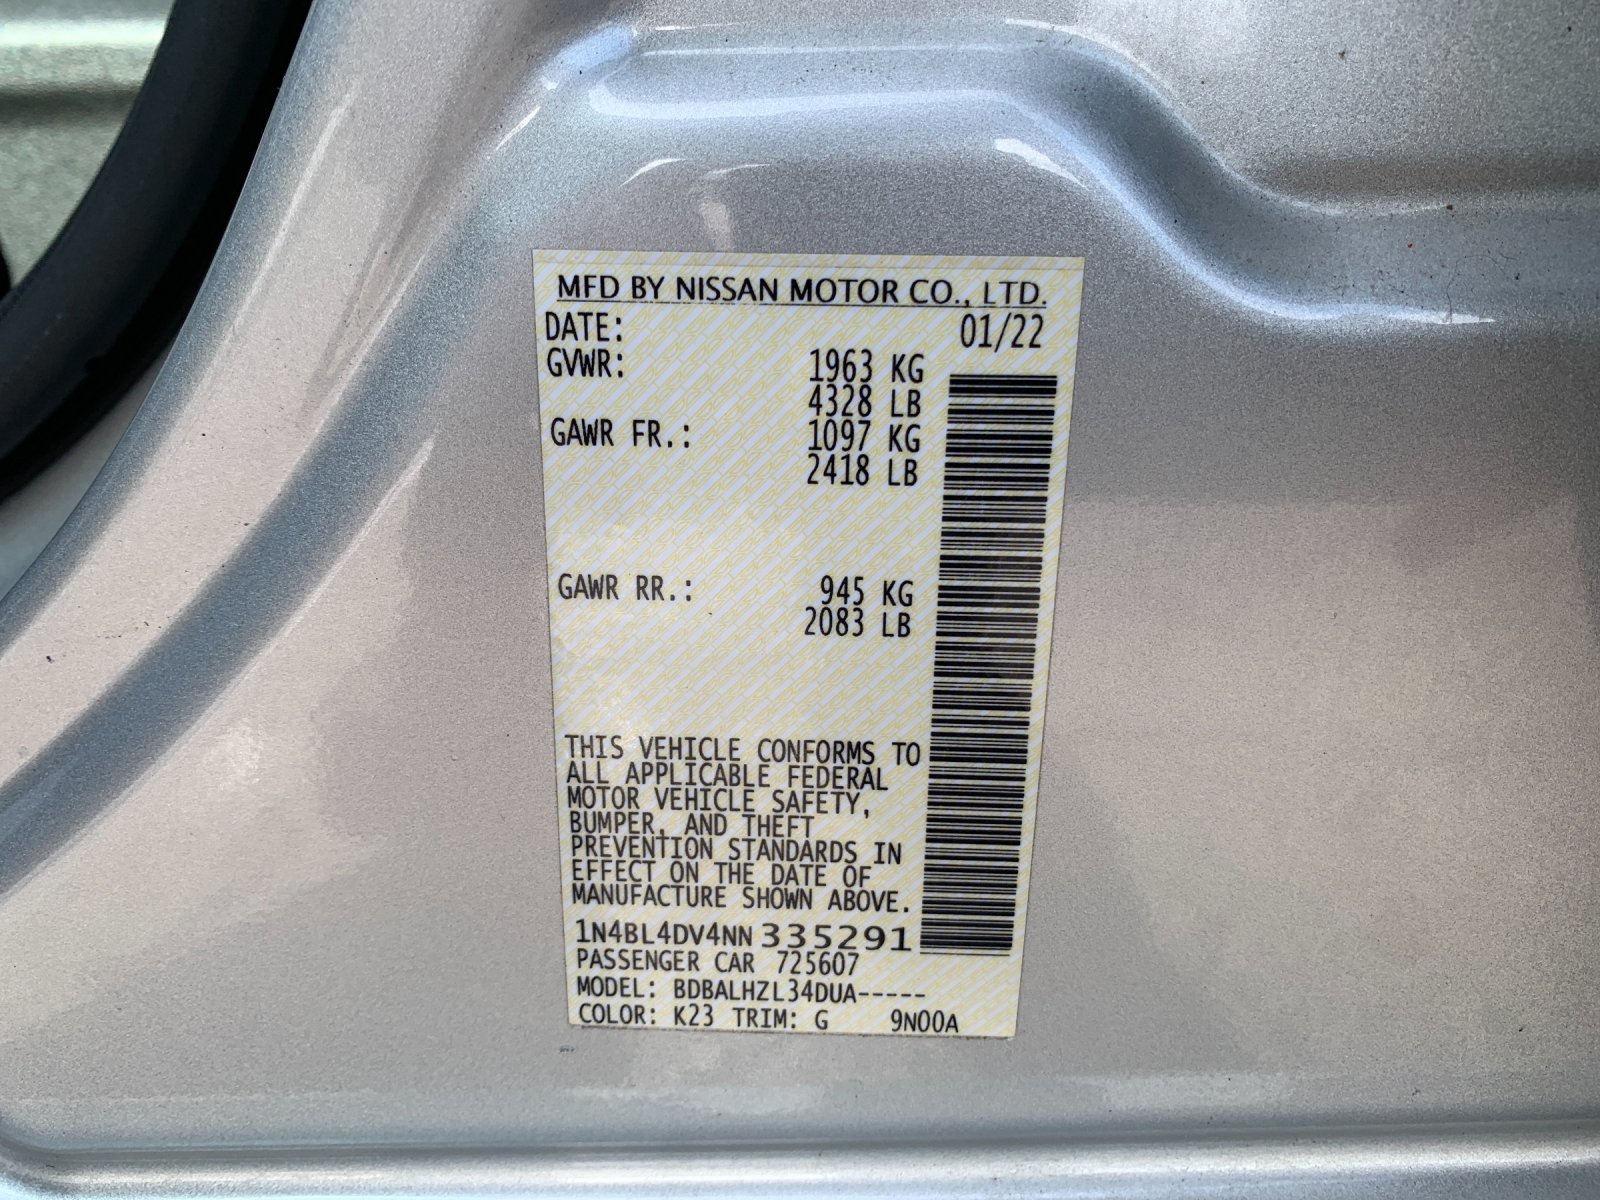 MFD BY NISSAN MOTOR CO., LTD.
DATE: 01/22
GVWR: 1963 KG
4328 LB
GAWR FR.: 1097 KG
2418 LB
GAWR RR.: 945 KG
2083 LB
THIS VEHICLE CONFORMS TO
ALL APPLICABLE FEDERAL
MOTOR VEHICLE SAFETY,
BUMPER, AND THEFT
PREVENTION STANDARDS IN
EFFECT ON THE DATE OF
MANUFACTURE SHOWN ABOVE.
1N4BL4DV4NN335291
PASSENGER CAR 725607
MODEL: BDBALHZL34DUA-----
COLOR: K23 TRIM: G 9N00A